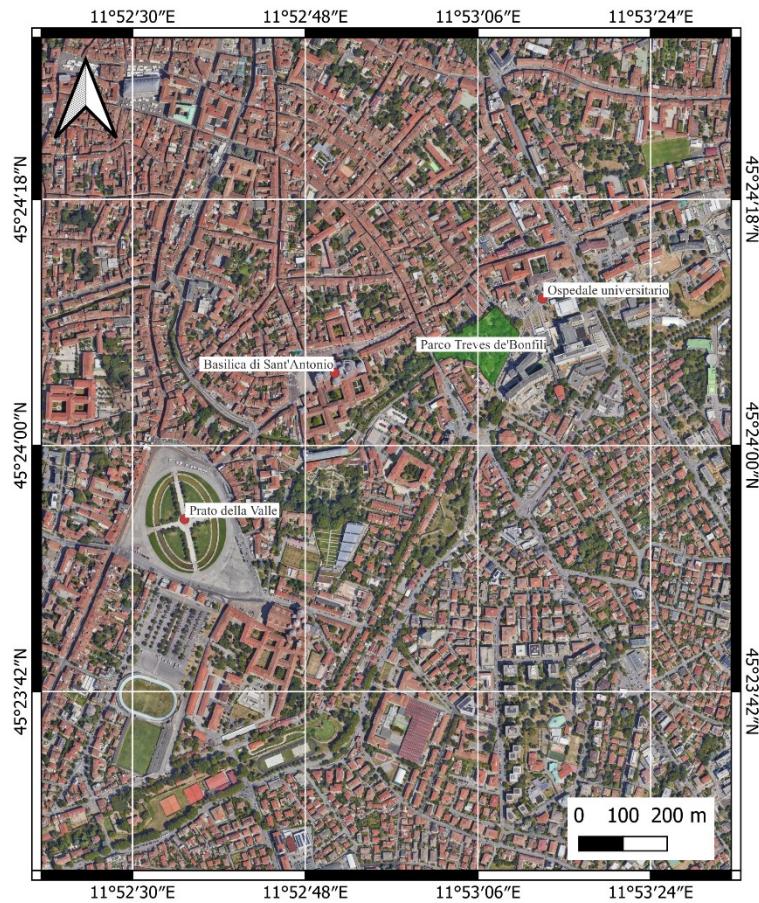 11°52′30″E 11°52′48″E 11°53′06″E 11°53′24″E
45°24′18″N 45°24′18″N
Ospedale universitario
Parco Treves de'Bonfili
Basilica di Sant'Antonio
45°24′00″N 45°24′00″N
Prato della Valle
45°23′42″N 45°23′42″N
0 100 200 m
11°52′30″E 11°52′48″E 11°53′06″E 11°53′24″E